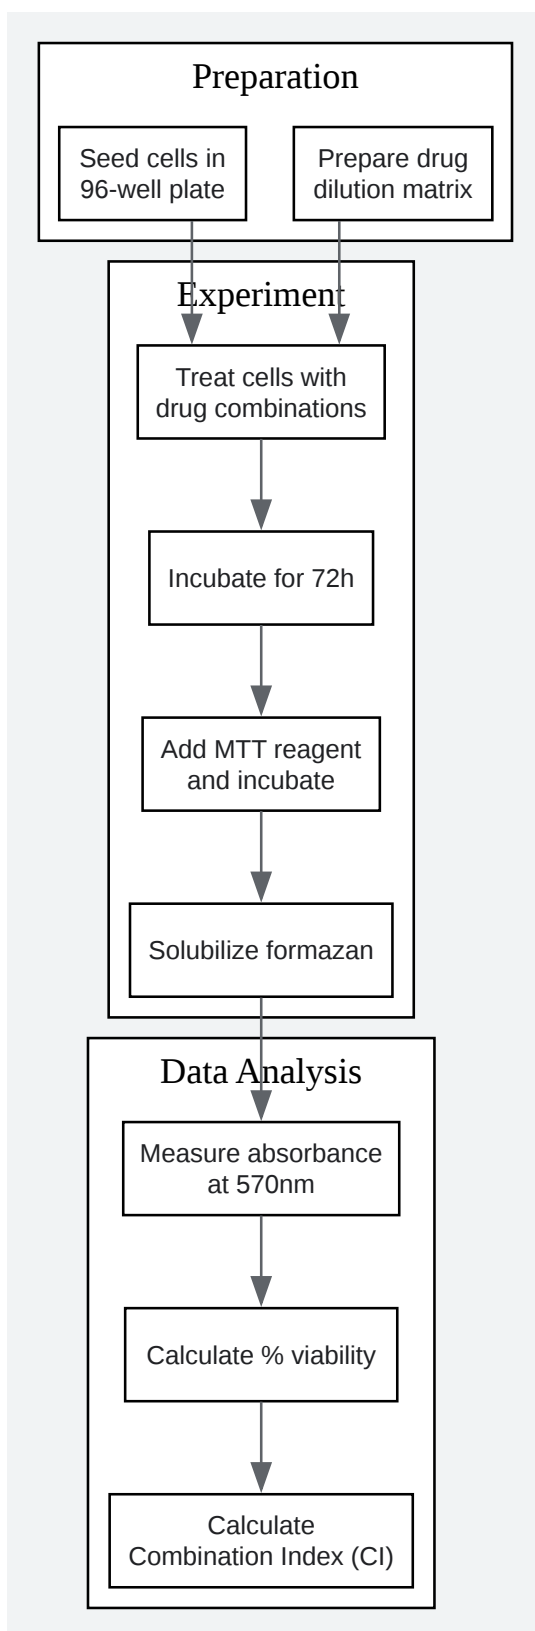 Preparation
Seed cells in
96-well plate
Prepare drug
dilution matrix
Experiment
Treat cells with
drug combinations
Incubate for 72h
Add MTT reagent
and incubate
Solubilize formazan
Data Analysis
Measure absorbance
at 570nm
Calculate % viability
Calculate
Combination Index (CI)